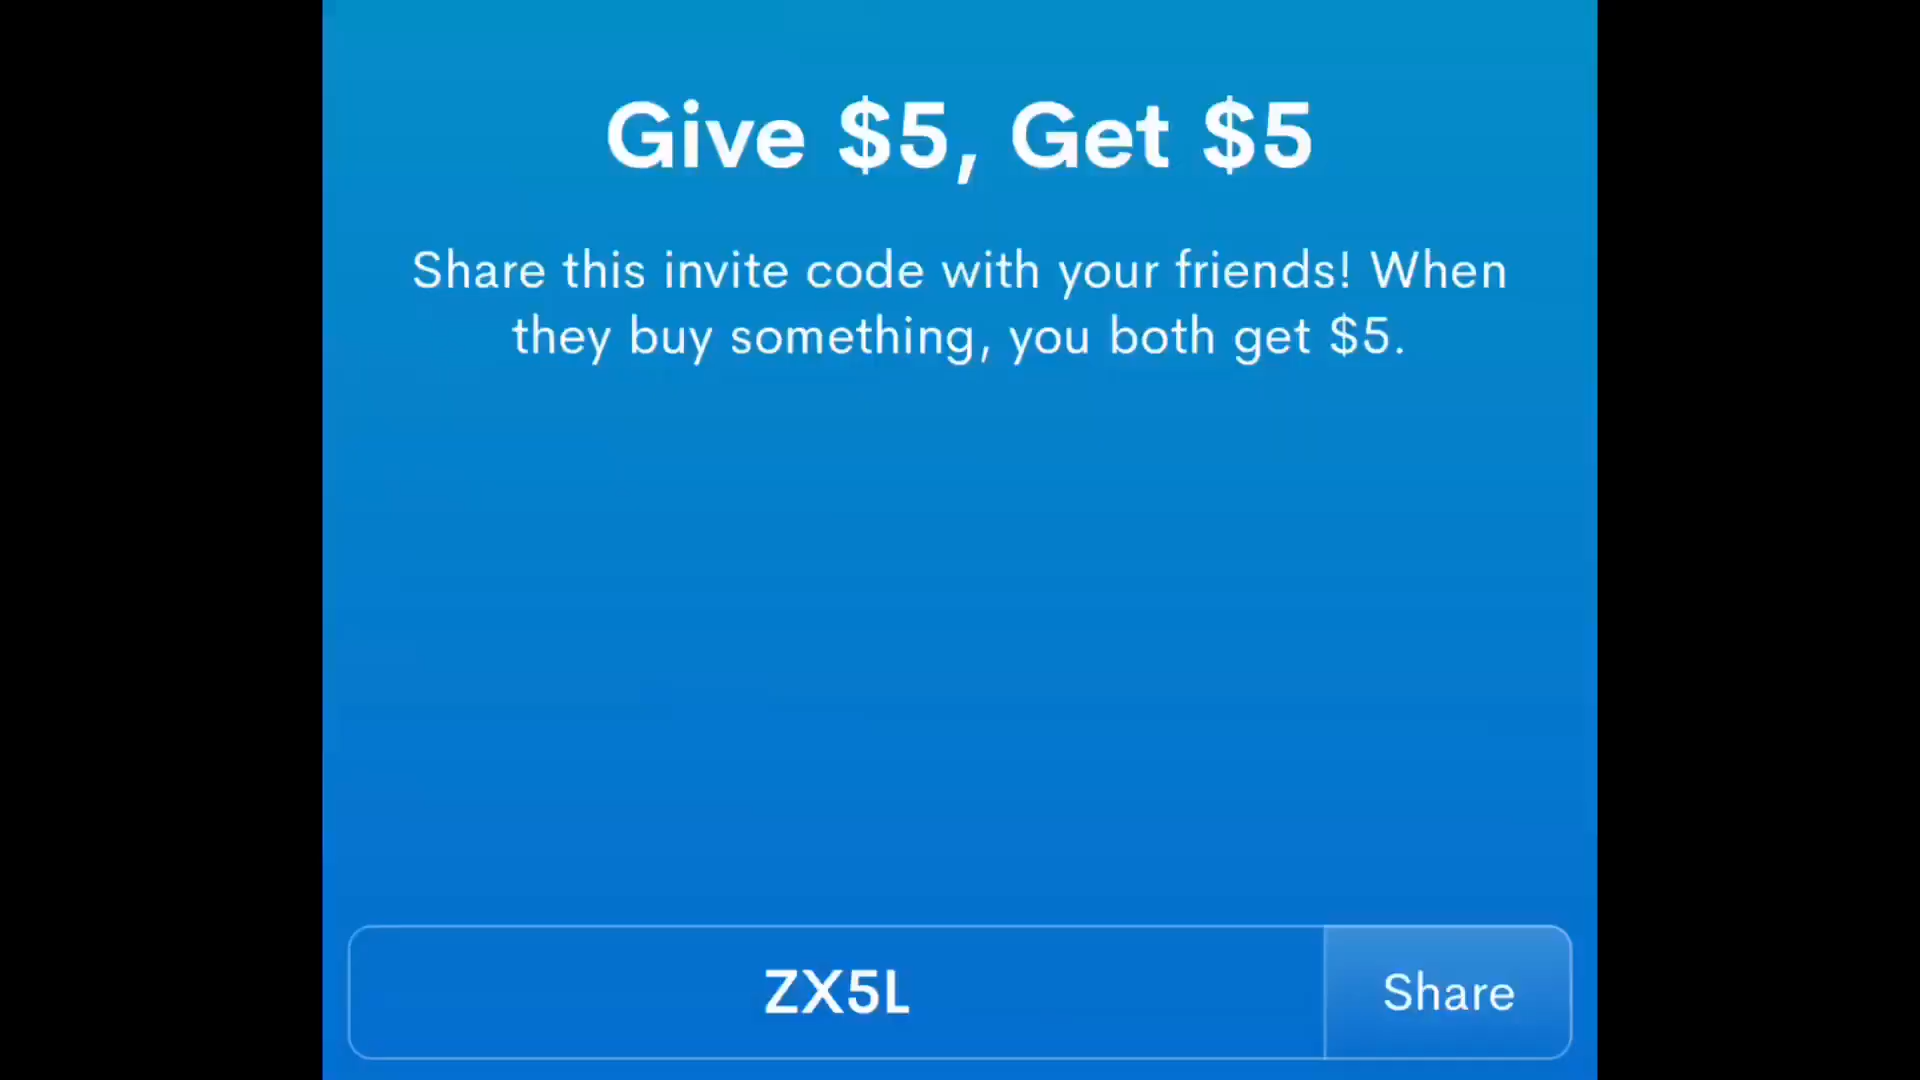 Give $5, Get $5
Share this invite code with your friends! When
they buy something, you both get $5.
ZX5L
Share